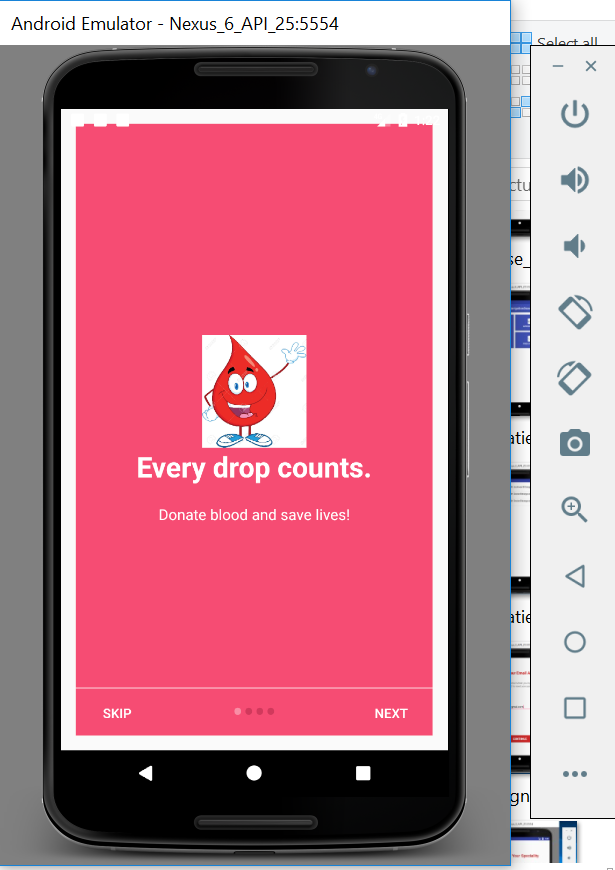 Android Emulator - Nexus_6_API_25:5554
Select all
Every drop counts.
Donate blood and save lives!
SKIP
NEXT